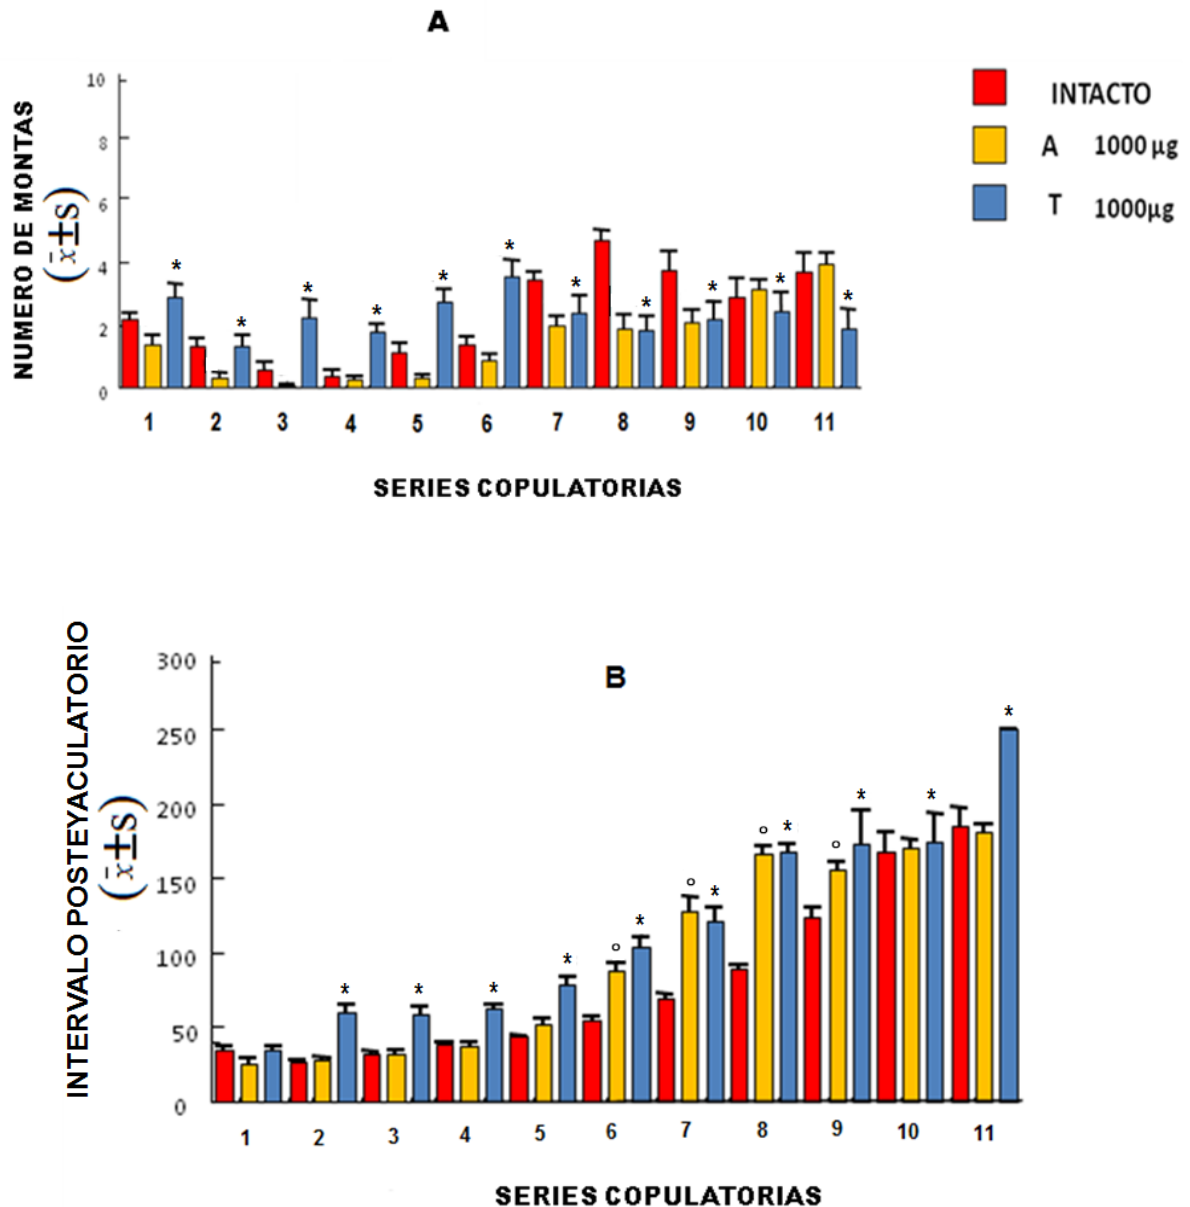 A
NUMERO DE MONTAS
(x̄±S)
10
8
6
4
2
0
* * * * * * * * * * *
1 2 3 4 5 6 7 8 9 10 11
SERIES COPULATORIAS
INTACTO
A 1000 µg
T 1000µg
B
INTERVALO POSTEYACULATORIO
(x̄±S)
300
250
200
150
100
50
0
* * * * ° * ° * ° * ° * * *
1 2 3 4 5 6 7 8 9 10 11
SERIES COPULATORIAS